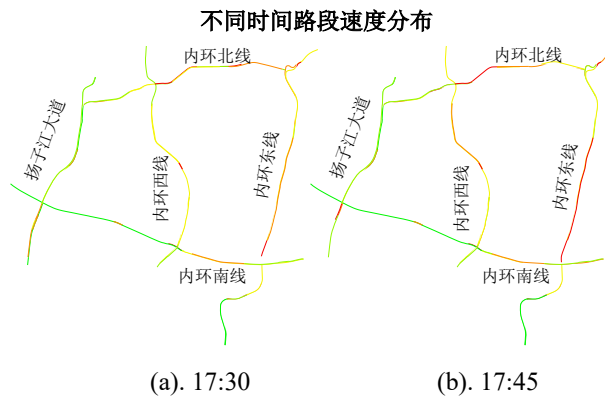 不同时间路段速度分布
内环北线
扬子江大道
内环西线
内环东线
内环南线
(a). 17:30
内环北线
扬子江大道
内环西线
内环东线
内环南线
(b). 17:45